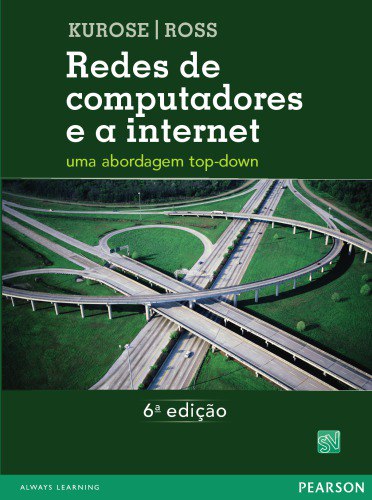 KUROSE | ROSS
Redes de
computadores
e a internet
uma abordagem top-down
6ª edição
SV
ALWAYS LEARNING
PEARSON